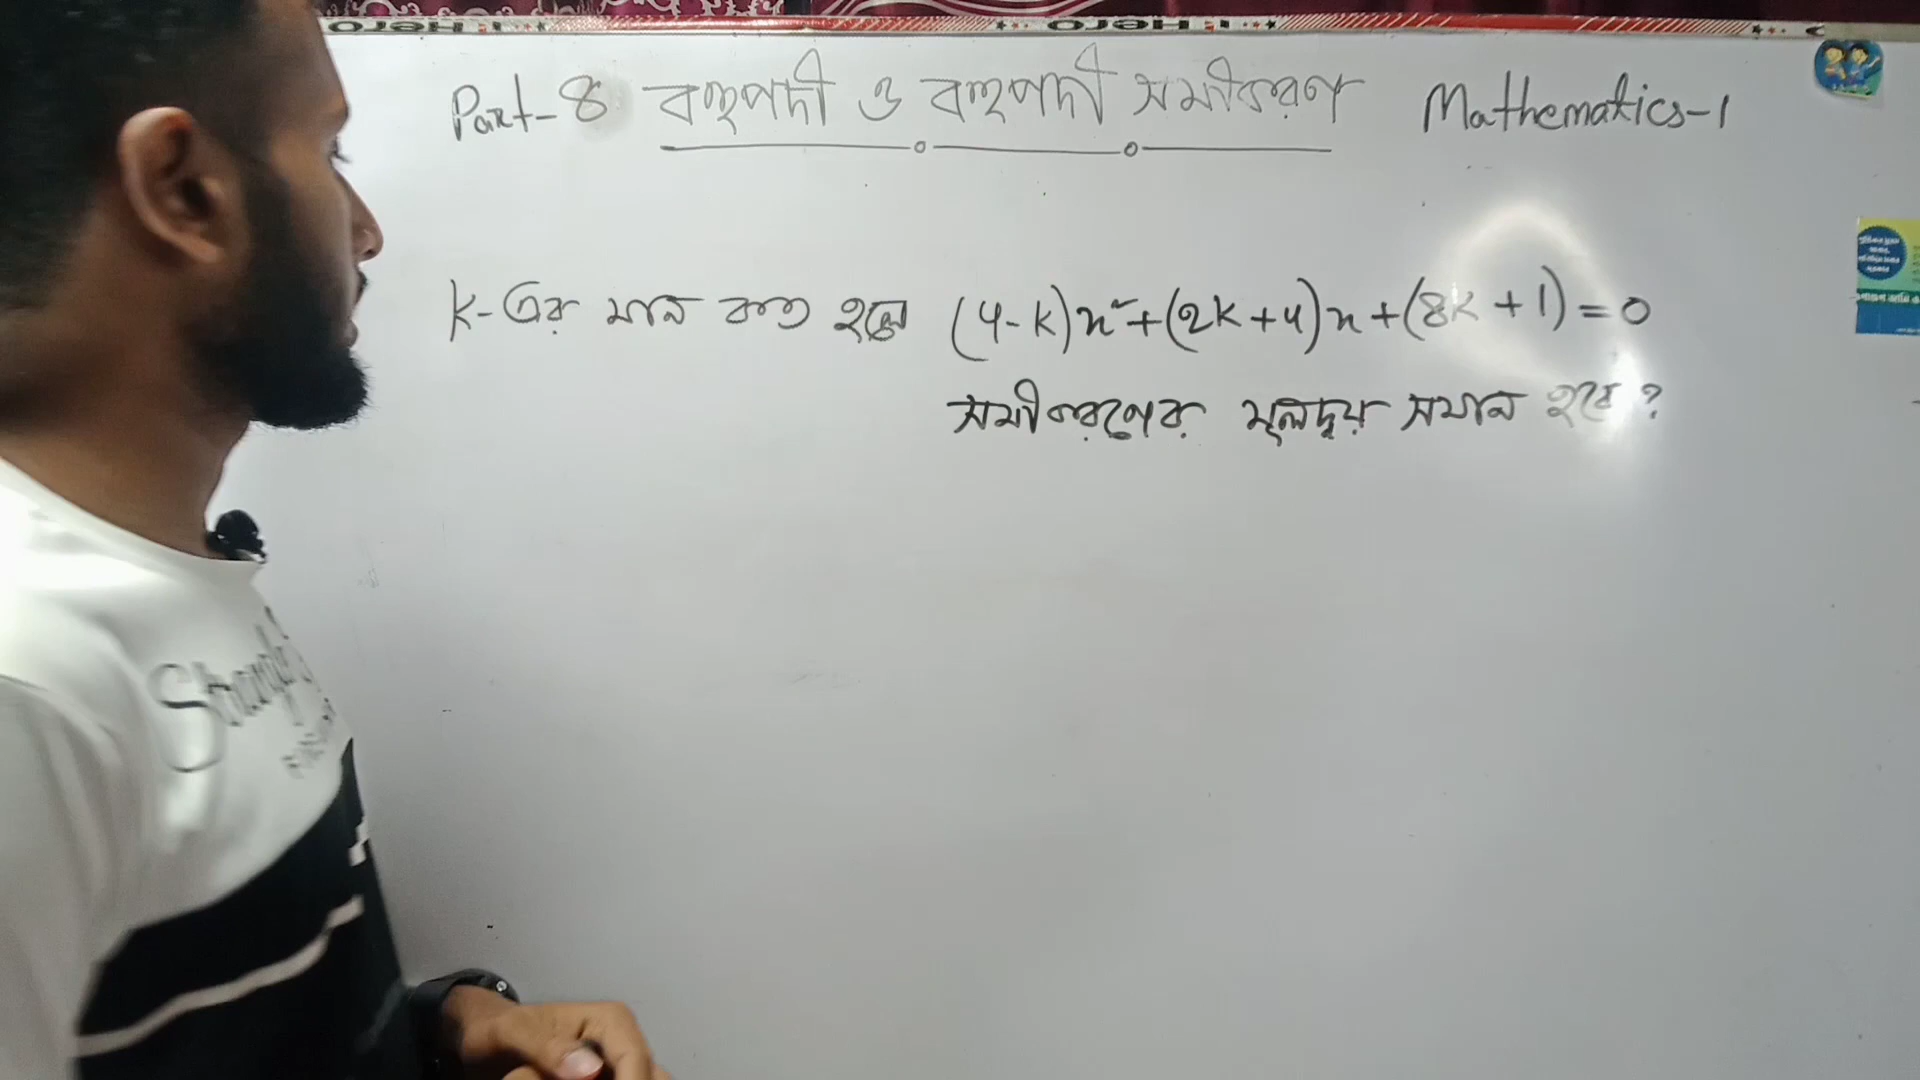 Part-8 বহুপদী ও বহুপদী সমীকরণ Mathematics-1
K-এর মান কত হলে (4-k)x²+(2k+4)x+(8k+1)=0
সমীকরণের মূলদ্বয় সমান হবে?